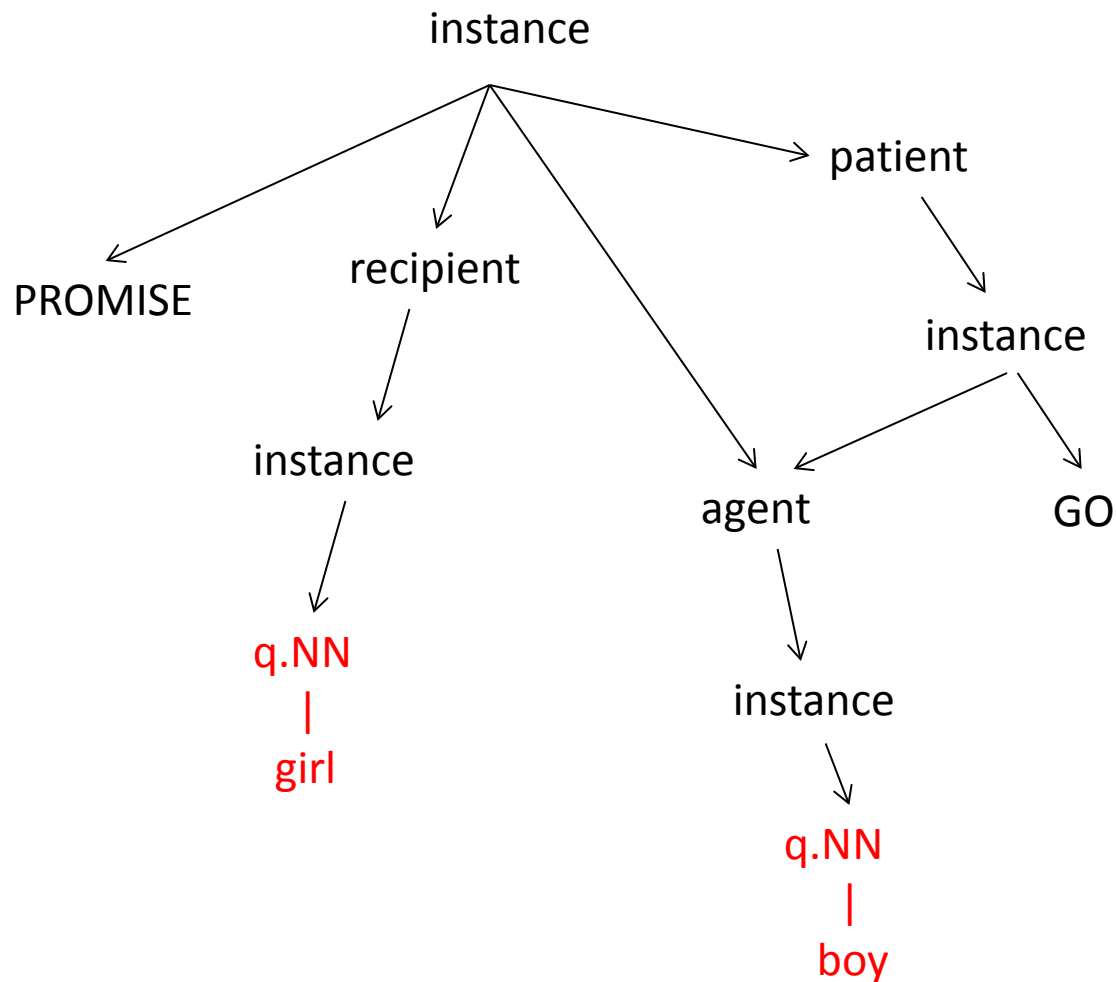 instance
patient
recipient
PROMISE
instance
instance
agent
GO
q.NN
|
girl
instance
q.NN
|
boy